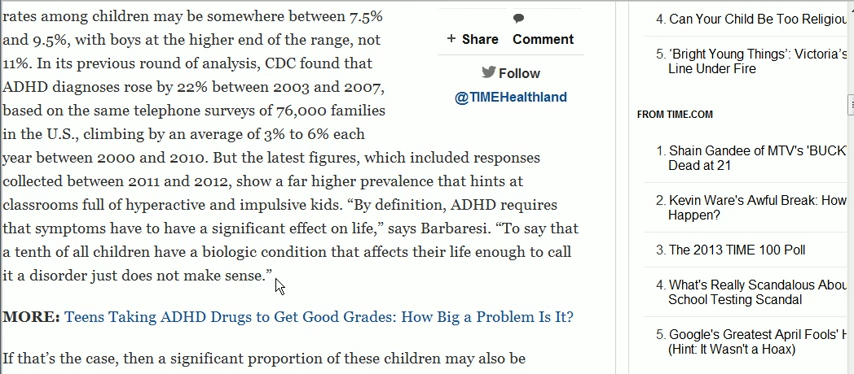 rates among children may be somewhere between 7.5%
and 9.5%, with boys at the higher end of the range, not
11%. In its previous round of analysis, CDC found that
ADHD diagnoses rose by 22% between 2003 and 2007,
based on the same telephone surveys of 76,000 families
in the U.S., climbing by an average of 3% to 6% each
year between 2000 and 2010. But the latest figures, which included responses
collected between 2011 and 2012, show a far higher prevalence that hints at
classrooms full of hyperactive and impulsive kids. “By definition, ADHD requires
that symptoms have to have a significant effect on life,” says Barbaresi. “To say that
a tenth of all children have a biologic condition that affects their life enough to call
it a disorder just does not make sense.”
MORE: Teens Taking ADHD Drugs to Get Good Grades: How Big a Problem Is It?
If that’s the case, then a significant proportion of these children may also be
+ Share Comment
Follow
@TIMEHealthland
4. Can Your Child Be Too Religiou
5. ‘Bright Young Things’: Victoria’s
Line Under Fire
FROM TIME.COM
1. Shain Gandee of MTV's 'BUCK
Dead at 21
2. Kevin Ware's Awful Break: How
Happen?
3. The 2013 TIME 100 Poll
4. What's Really Scandalous Abou
School Testing Scandal
5. Google's Greatest April Fools' H
(Hint: It Wasn't a Hoax)